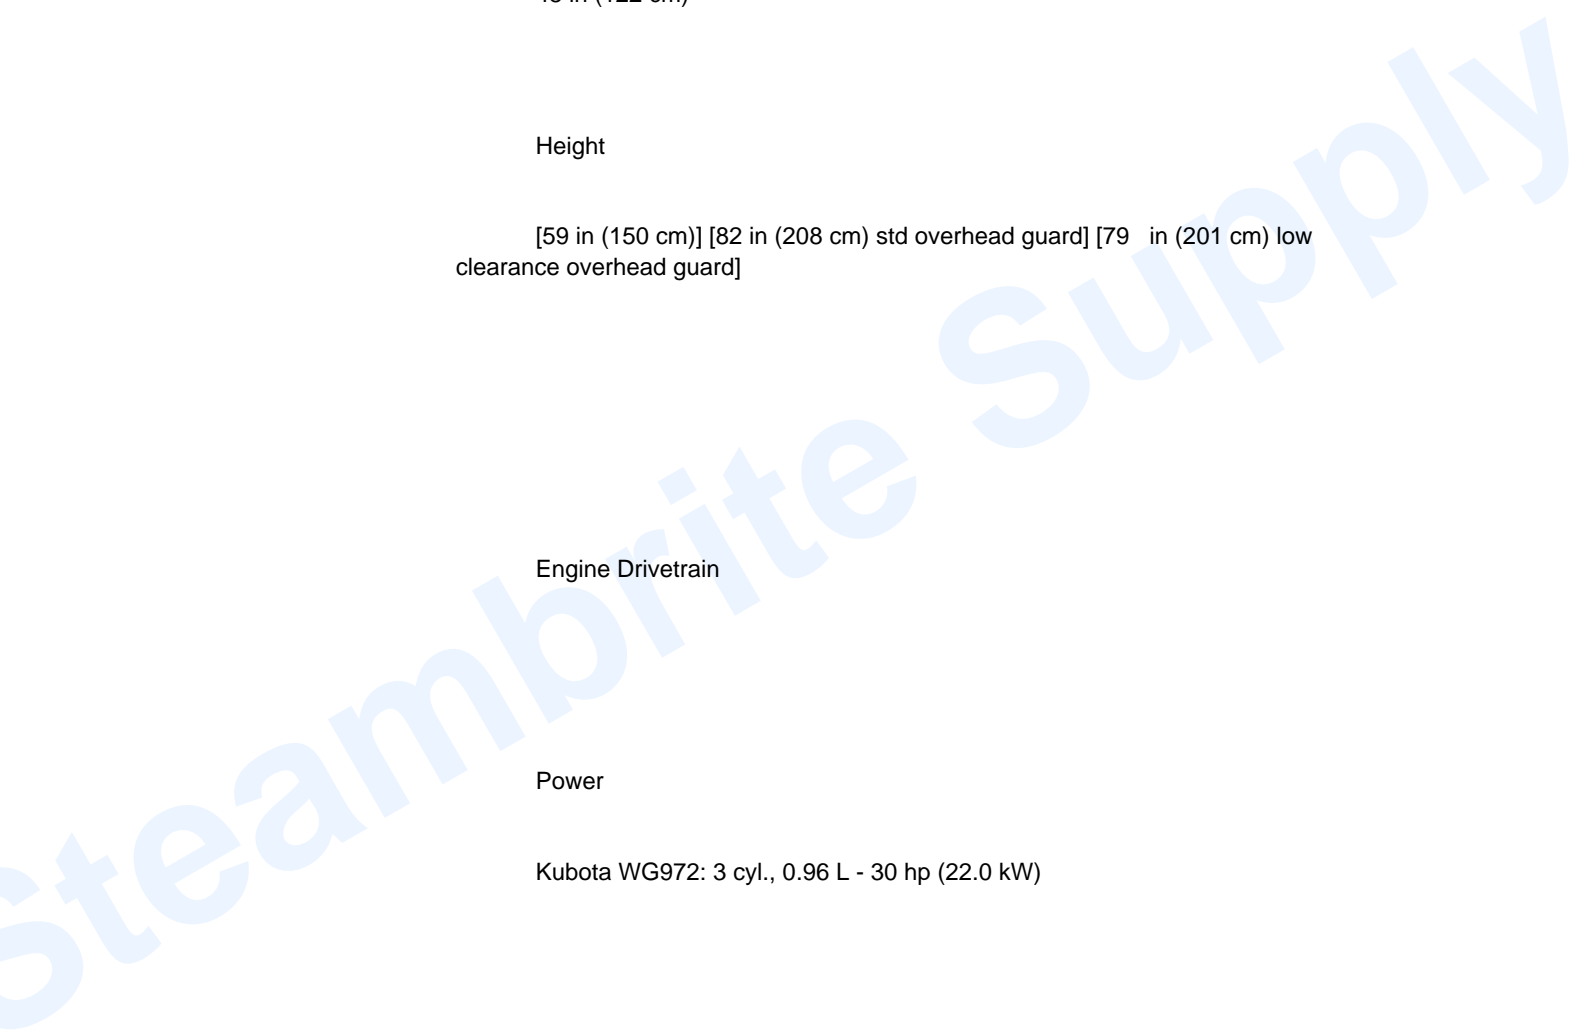 Height
[59 in (150 cm)] [82 in (208 cm) std overhead guard] [79 in (201 cm) low
clearance overhead guard]
Engine Drivetrain
Power
Kubota WG972: 3 cyl., 0.96 L - 30 hp (22.0 kW)
Steambrite Supply